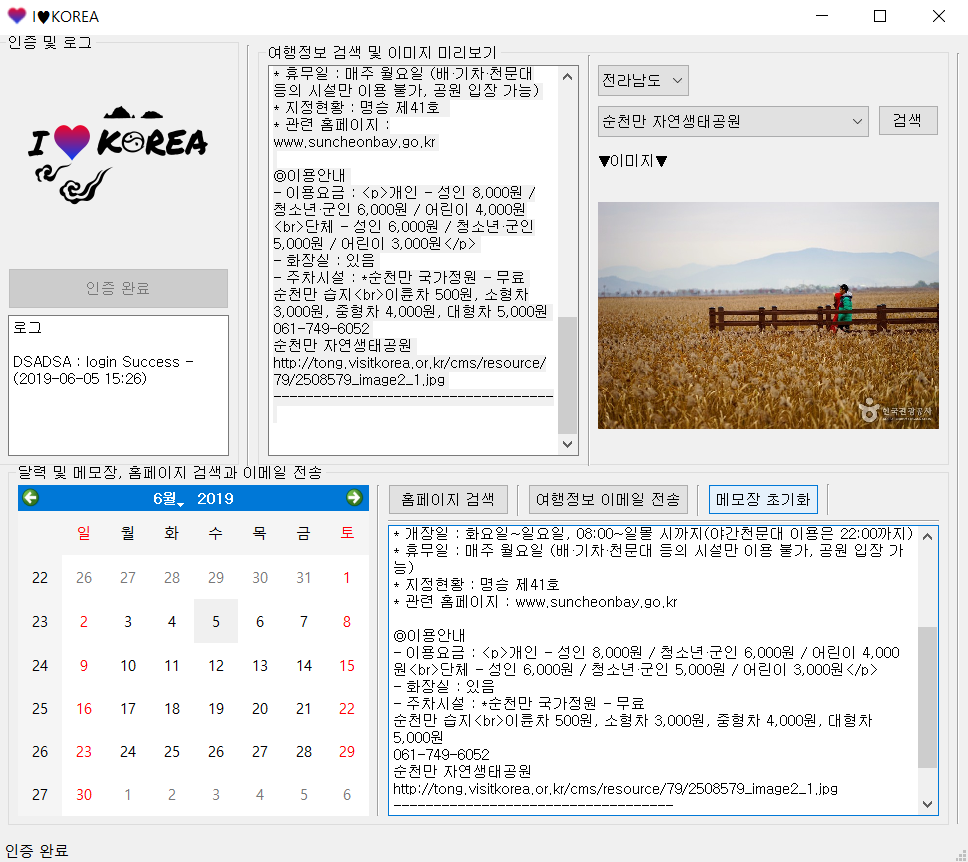 I♥KOREA
인증 및 로그
I KOREA
인증 완료
로그
DSADSA : login Success -
(2019-06-05 15:26)
여행정보 검색 및 이미지 미리보기
* 휴무일 : 매주 월요일 (배·기차·천문대
등의 시설만 이용 불가, 공원 입장 가능)
* 지정현황 : 명승 제41호
* 관련 홈페이지 :
www.suncheonbay.go.kr
@이용안내
- 이용요금 : <p>개인 - 성인 8,000원 /
청소년·군인 6,000원 / 어린이 4,000원
<br>단체 - 성인 6,000원 / 청소년·군인
5,000원 / 어린이 3,000원</p>
- 화장실 : 있음
- 주차시설 : *순천만 국가정원 - 무료
순천만 습지<br>이륜차 500원, 소형차
3,000원, 중형차 4,000원, 대형차 5,000원
061-749-6052
순천만 자연생태공원
http://tong.visitkorea.or.kr/cms/resource/
79/2508579_image2_1.jpg
-----------------------------------
전라남도
순천만 자연생태공원
검색
▼이미지▼
한국관광공사
달력 및 메모장, 홈페이지 검색과 이메일 전송
6월, 2019
일 월 화 수 목 금 토
22 26 27 28 29 30 31 1
23 2 3 4 5 6 7 8
24 9 10 11 12 13 14 15
25 16 17 18 19 20 21 22
26 23 24 25 26 27 28 29
27 30 1 2 3 4 5 6
홈페이지 검색
여행정보 이메일 전송
메모장 초기화
* 개장일 : 화요일~일요일, 08:00~일몰 시까지(야간천문대 이용은 22:00까지)
* 휴무일 : 매주 월요일 (배·기차·천문대 등의 시설만 이용 불가, 공원 입장 가
능)
* 지정현황 : 명승 제41호
* 관련 홈페이지 : www.suncheonbay.go.kr
@이용안내
- 이용요금 : <p>개인 - 성인 8,000원 / 청소년·군인 6,000원 / 어린이 4,000
원<br>단체 - 성인 6,000원 / 청소년·군인 5,000원 / 어린이 3,000원</p>
- 화장실 : 있음
- 주차시설 : *순천만 국가정원 - 무료
순천만 습지<br>이륜차 500원, 소형차 3,000원, 중형차 4,000원, 대형차
5,000원
061-749-6052
순천만 자연생태공원
http://tong.visitkorea.or.kr/cms/resource/79/2508579_image2_1.jpg
-----------------------------------
인증 완료